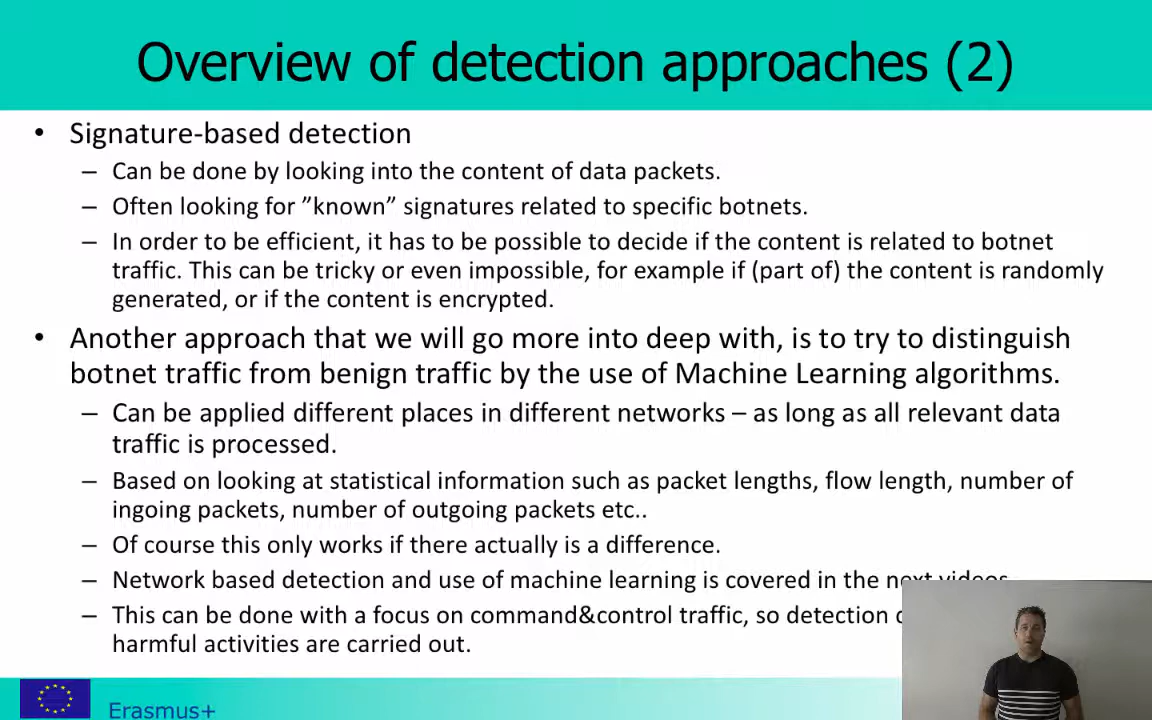 Overview of detection approaches (2)
• Signature-based detection
– Can be done by looking into the content of data packets.
– Often looking for ”known” signatures related to specific botnets.
– In order to be efficient, it has to be possible to decide if the content is related to botnet
traffic. This can be tricky or even impossible, for example if (part of) the content is randomly
generated, or if the content is encrypted.
• Another approach that we will go more into deep with, is to try to distinguish
botnet traffic from benign traffic by the use of Machine Learning algorithms.
– Can be applied different places in different networks – as long as all relevant data
traffic is processed.
– Based on looking at statistical information such as packet lengths, flow length, number of
ingoing packets, number of outgoing packets etc..
– Of course this only works if there actually is a difference.
– Network based detection and use of machine learning is covered in the next videos
– This can be done with a focus on command&control traffic, so detection
harmful activities are carried out.
Erasmus+